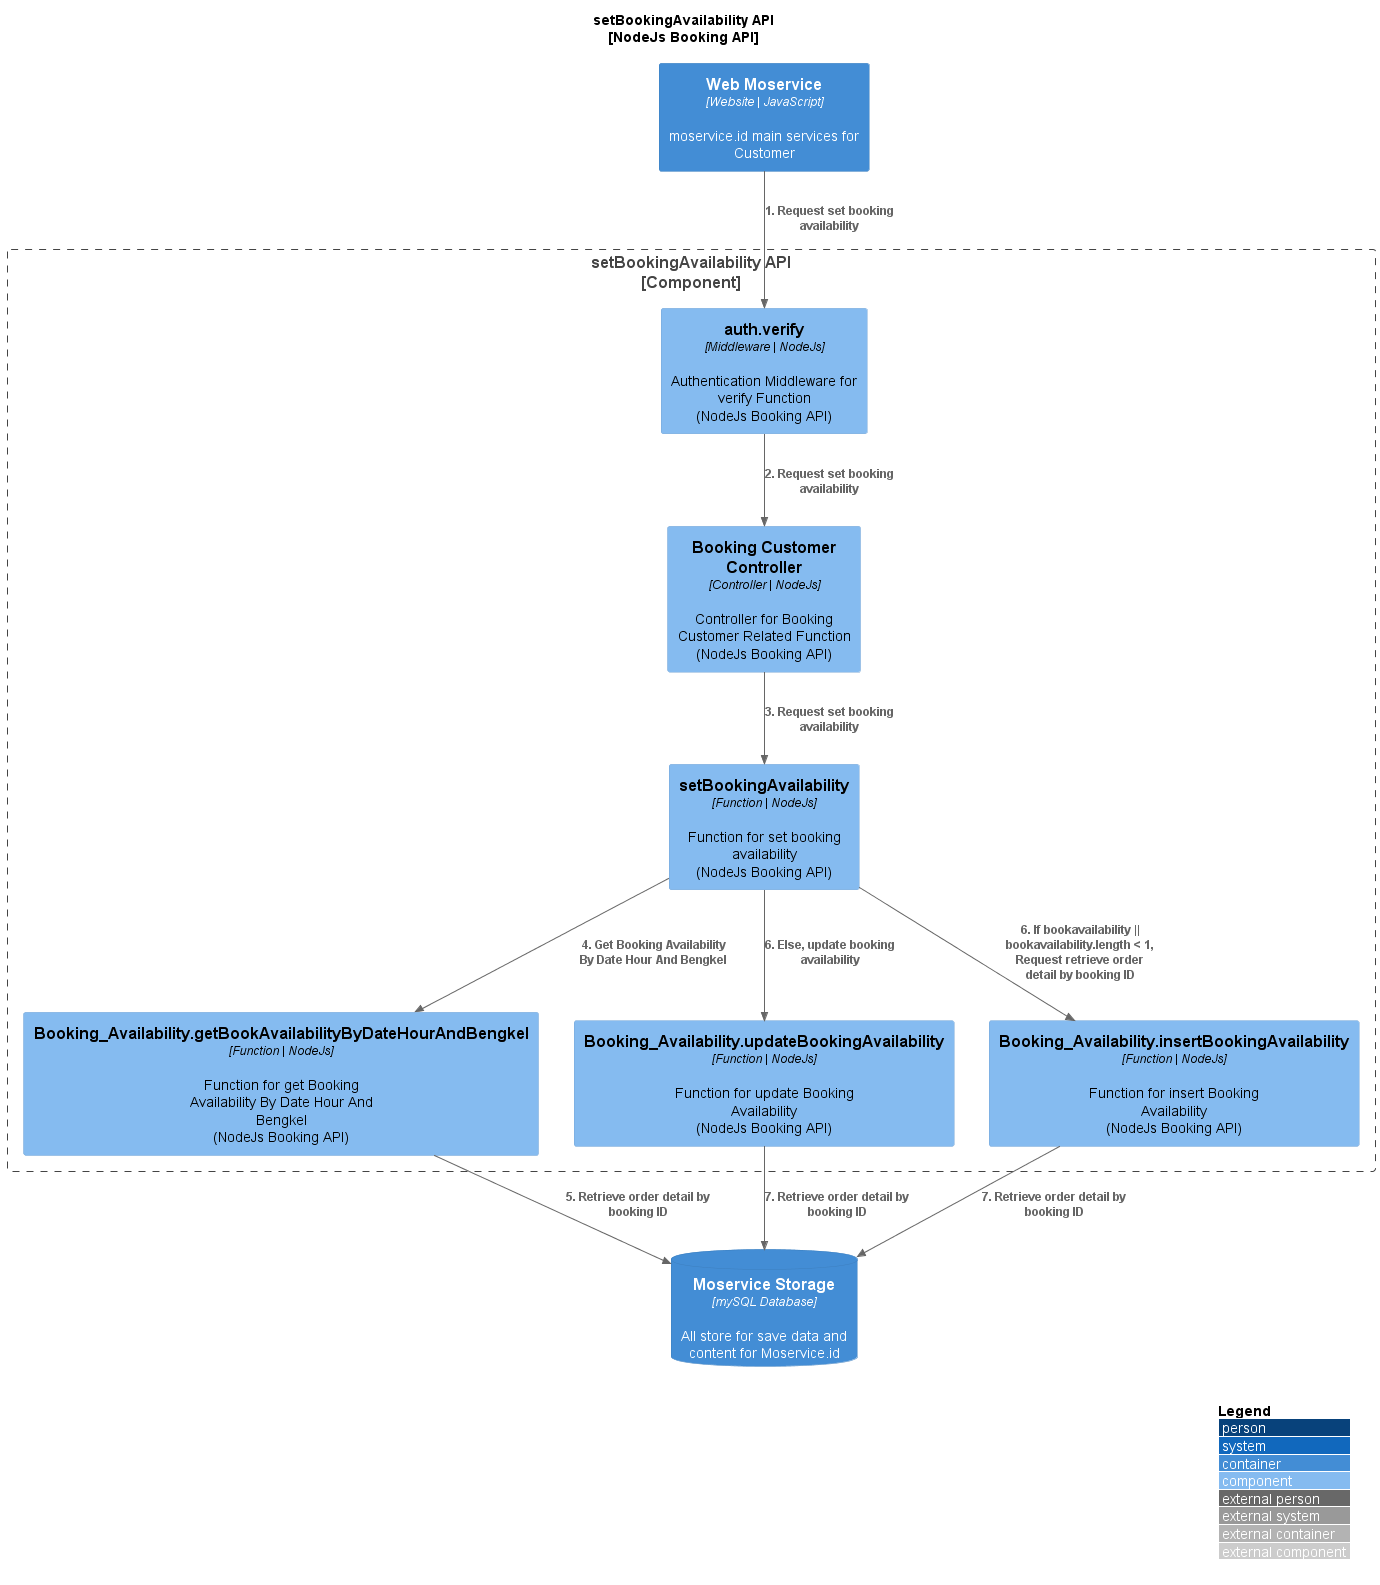 setBookingAvailability API
[NodeJs Booking API]
Web Moservice
[Website | JavaScript]
moservice.id main services for
Customer
1. Request set booking
availability
setBookingAvailability API
[Component]
auth.verify
[Middleware | NodeJs]
Authentication Middleware for
verify Function
(NodeJs Booking API)
2. Request set booking
availability
Booking Customer
Controller
[Controller | NodeJs]
Controller for Booking
Customer Related Function
(NodeJs Booking API)
3. Request set booking
availability
setBookingAvailability
[Function | NodeJs]
Function for set booking
availability
(NodeJs Booking API)
4. Get Booking Availability
By Date Hour And Bengkel
6. Else, update booking
availability
6. If bookavailability ||
bookavailability.length < 1,
Request retrieve order
detail by booking ID
Booking_Availability.getBookAvailabilityByDateHourAndBengkel
[Function | NodeJs]
Function for get Booking
Availability By Date Hour And
Bengkel
(NodeJs Booking API)
Booking_Availability.updateBookingAvailability
[Function | NodeJs]
Function for update Booking
Availability
(NodeJs Booking API)
Booking_Availability.insertBookingAvailability
[Function | NodeJs]
Function for insert Booking
Availability
(NodeJs Booking API)
5. Retrieve order detail by
booking ID
7. Retrieve order detail by
booking ID
7. Retrieve order detail by
booking ID
Moservice Storage
[mySQL Database]
All store for save data and
content for Moservice.id
Legend
person
system
container
component
external person
external system
external container
external component